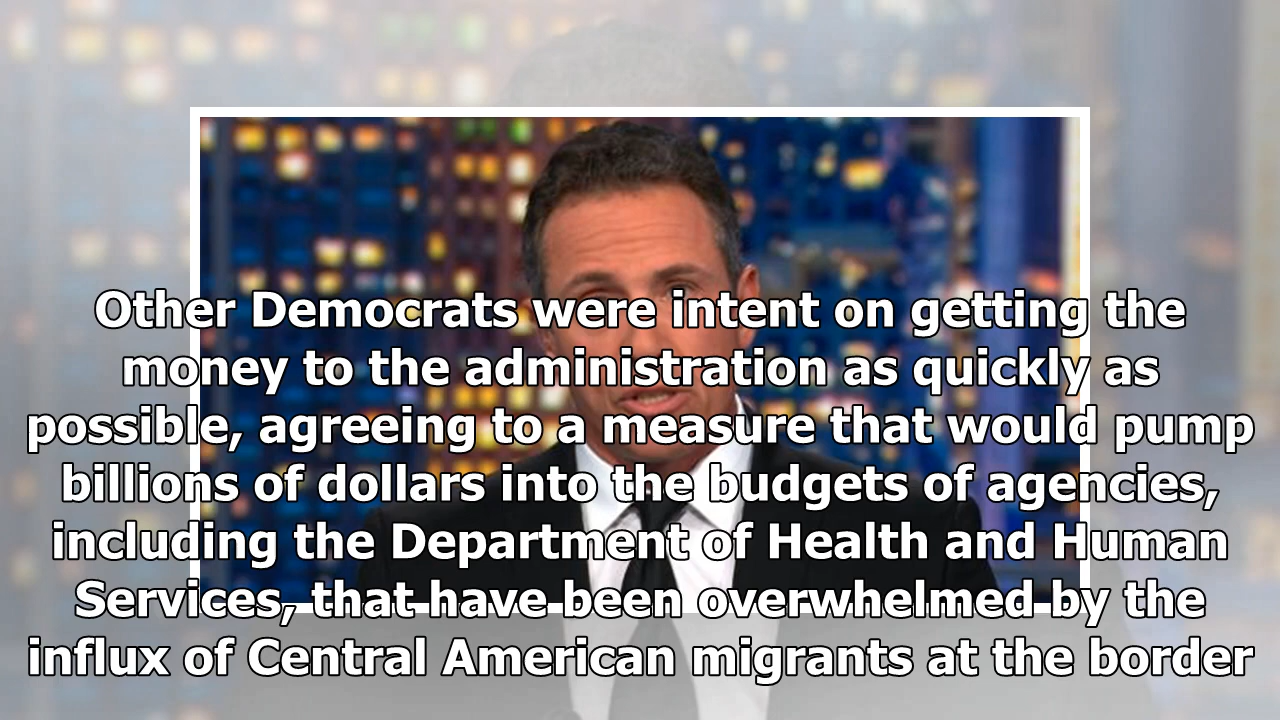 Other Democrats were intent on getting the
money to the administration as quickly as
possible, agreeing to a measure that would pump
billions of dollars into the budgets of agencies,
including the Department of Health and Human
Services, that have been overwhelmed by the
influx of Central American migrants at the border